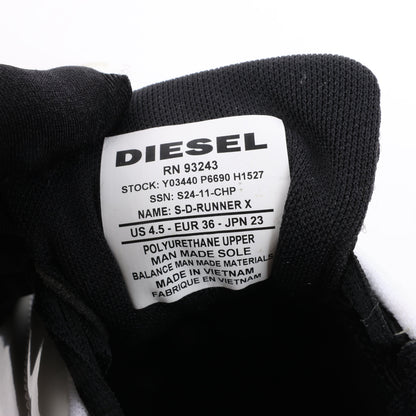 DIESEL
RN 93243
STOCK: Y03440 P6690 H1527
SSN: S24-11-CHP
NAME: S-D-RUNNER X
US 4.5 - EUR 36 - JPN 23
POLYURETHANE UPPER
MAN MADE SOLE
BALANCE MAN MADE MATERIALS
MADE IN VIETNAM
FABRIQUE EN VIETNAM